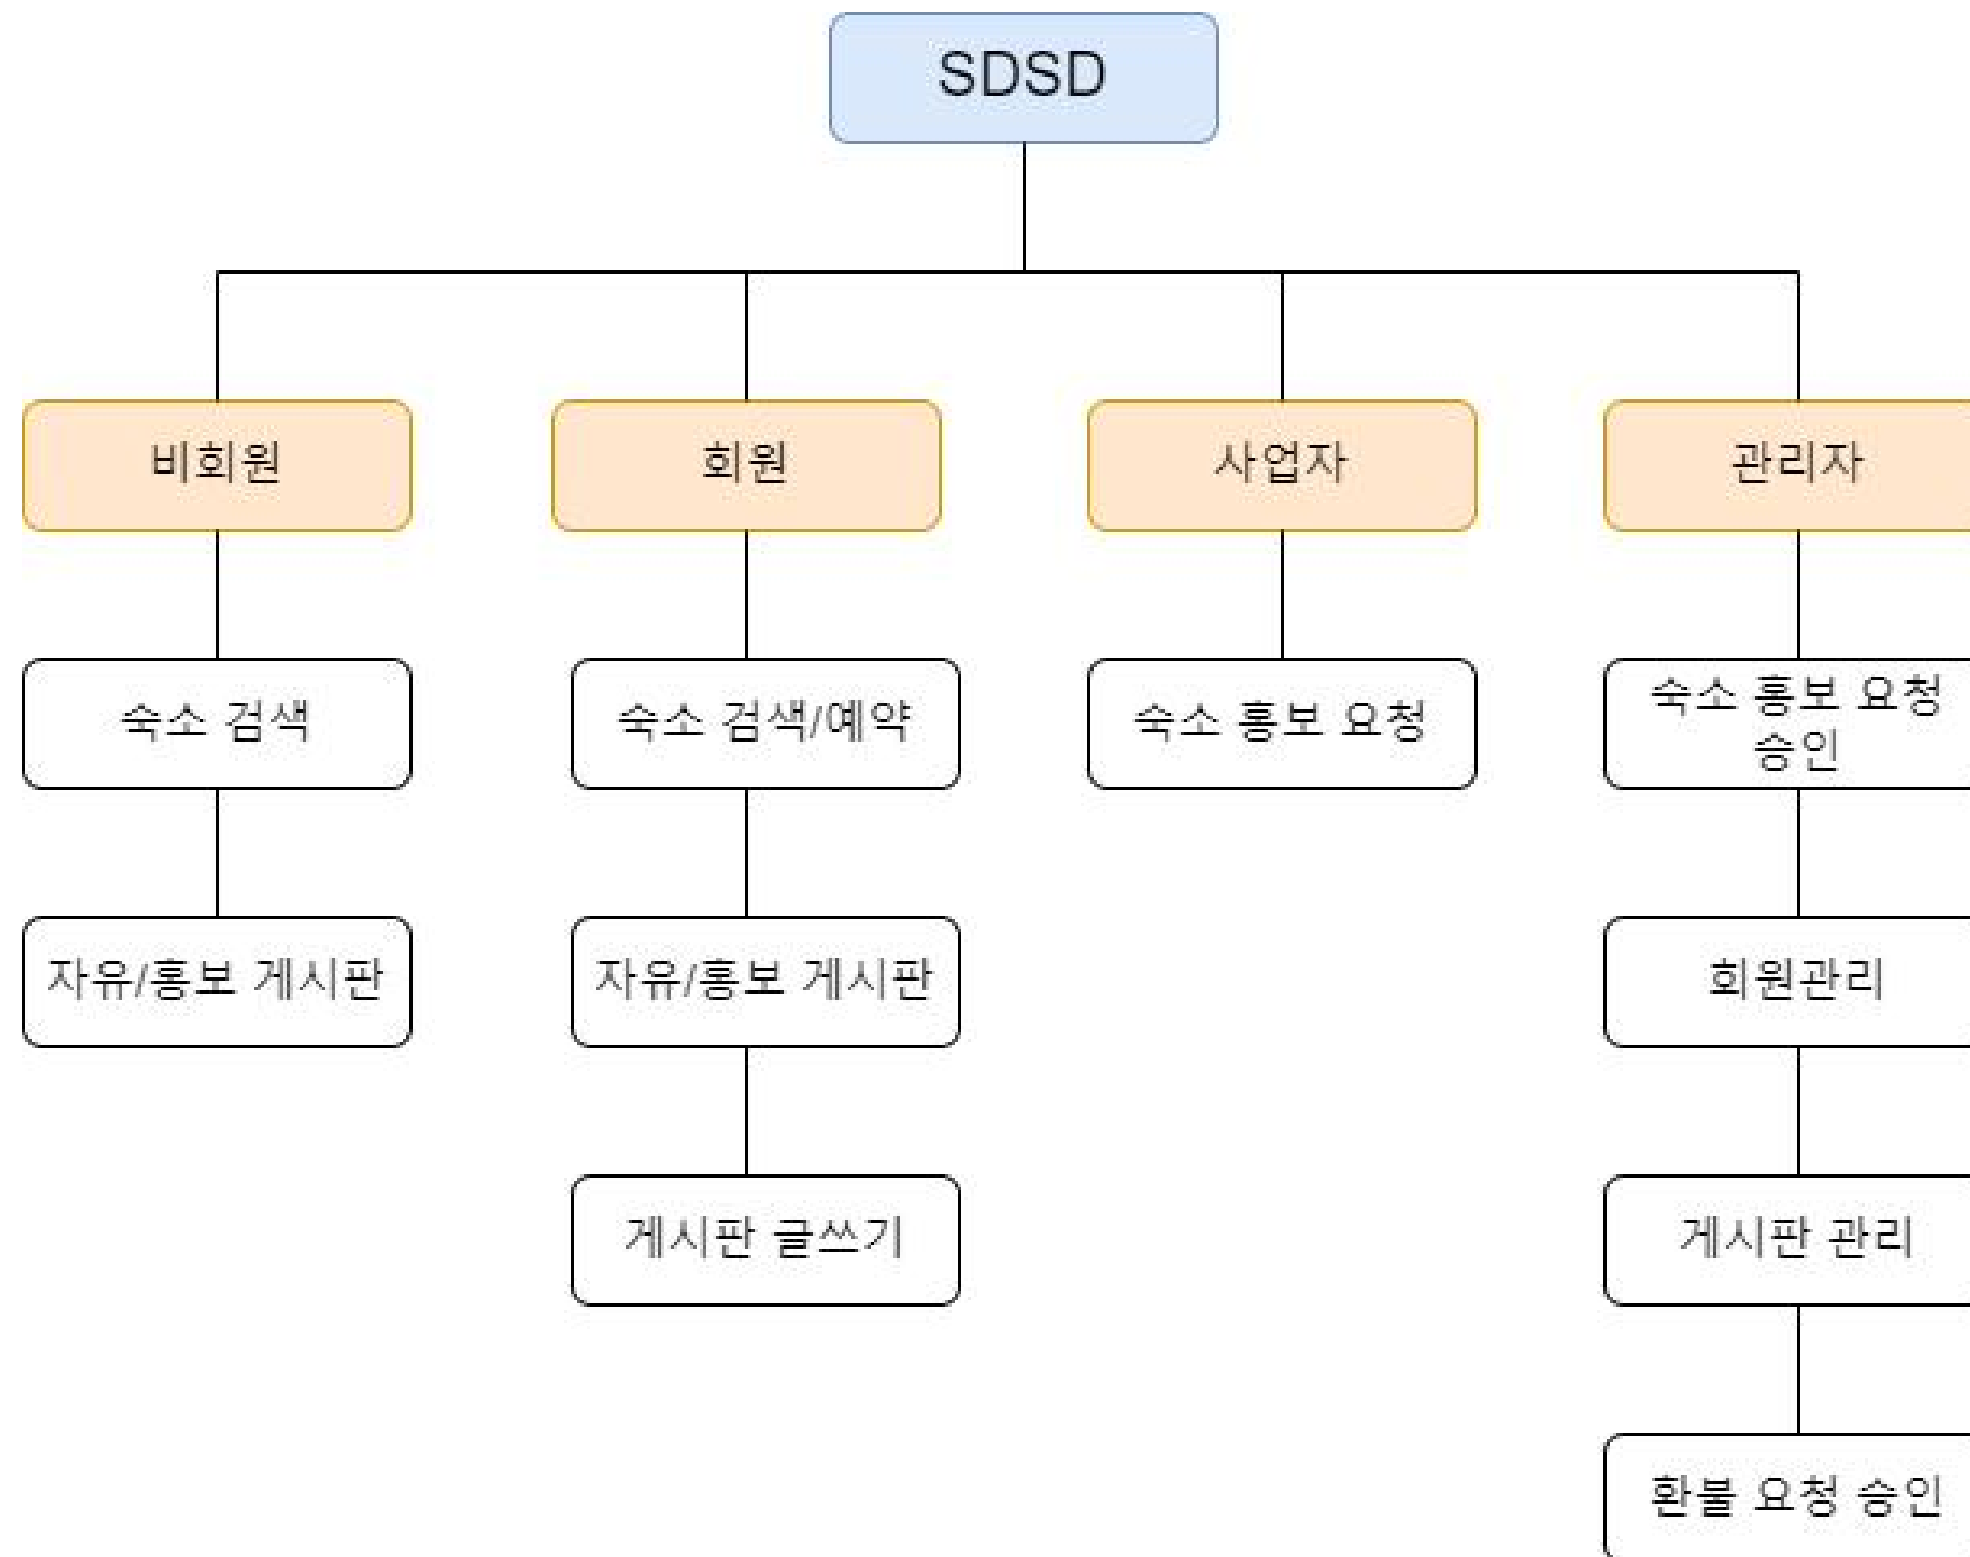 SDSD
비회원
회원
사업자
관리자
숙소 검색
숙소 검색/예약
숙소 홍보 요청
숙소 홍보 요청
승인
자유/홍보 게시판
자유/홍보 게시판
회원관리
게시판 글쓰기
게시판 관리
환불 요청 승인